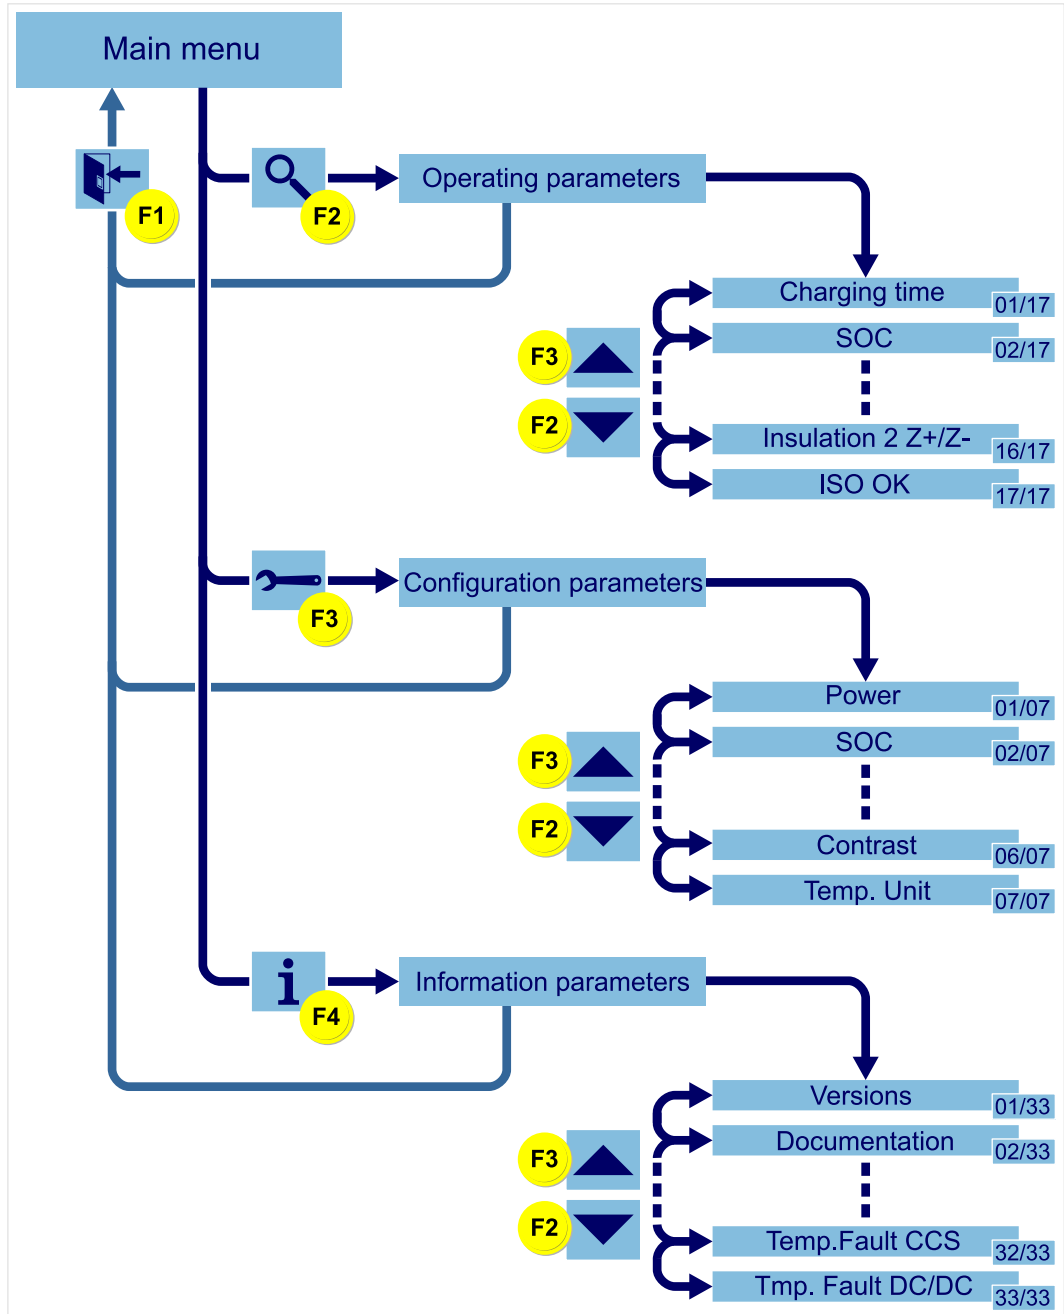 Main menu
F1
F2
Operating parameters
Charging time
01/17
SOC
02/17
F3
F2
Insulation 2 Z+/Z-
16/17
ISO OK
17/17
F3
Configuration parameters
Power
01/07
SOC
02/07
F3
F2
Contrast
06/07
Temp. Unit
07/07
i
F4
Information parameters
Versions
01/33
Documentation
02/33
F3
F2
Temp.Fault CCS
32/33
Tmp. Fault DC/DC
33/33